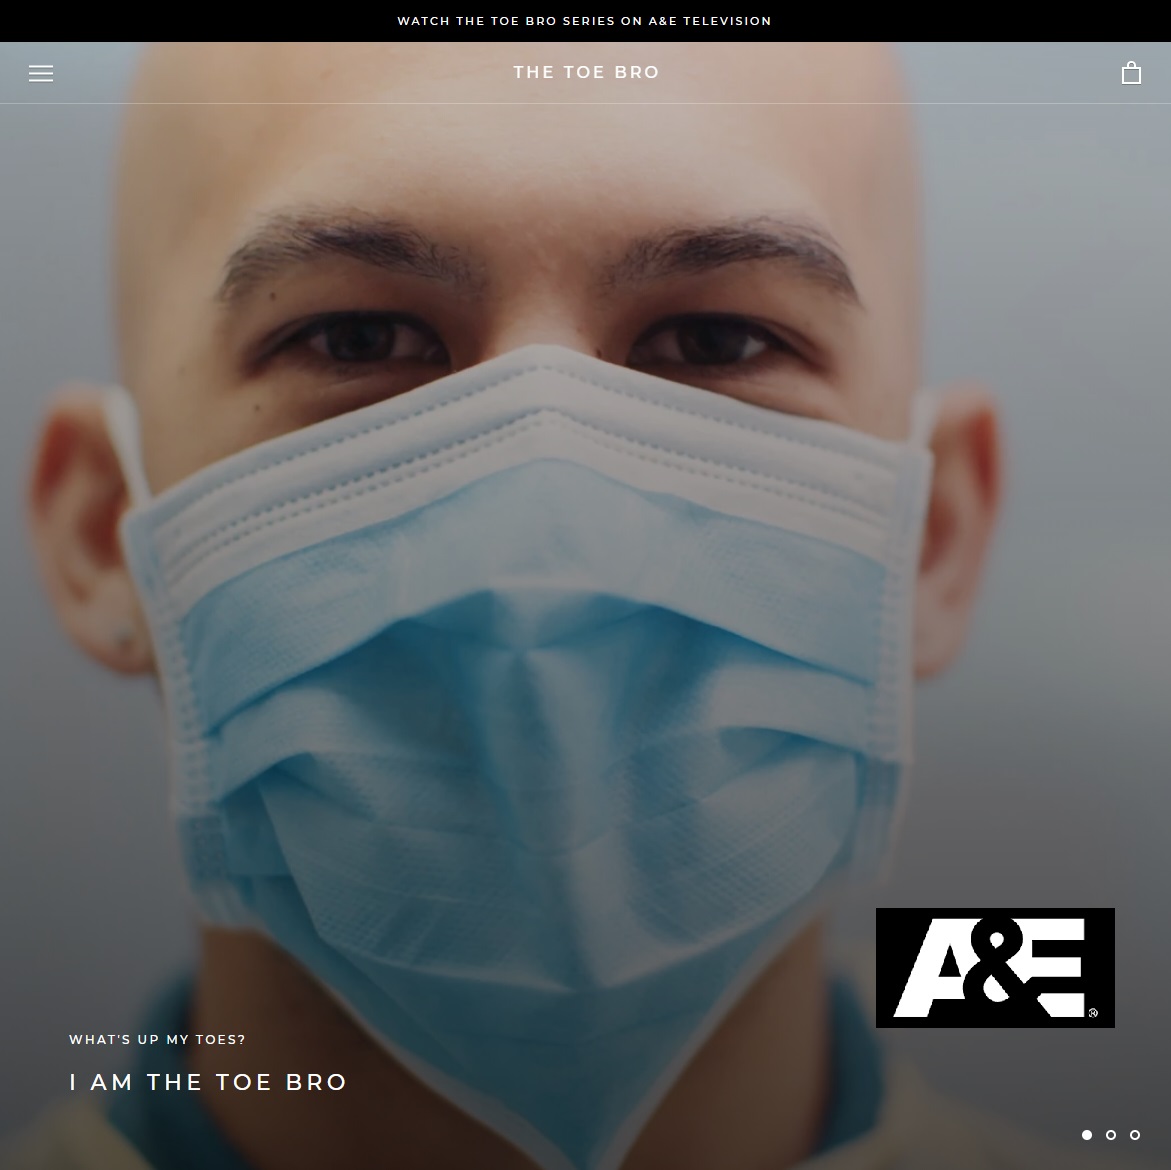 WATCH THE TOE BRO SERIES ON A&E TELEVISION
THE TOE BRO
A&E®
WHAT'S UP MY TOES?
I AM THE TOE BRO